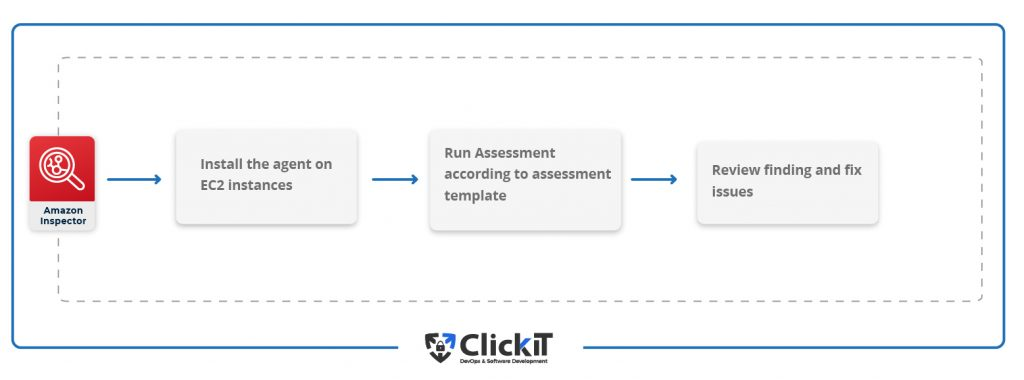 Amazon
Inspector
Install the agent on
EC2 instances
Run Assessment
according to assessment
template
Review finding and fix
issues
ClickIT
DevOps & Software Development